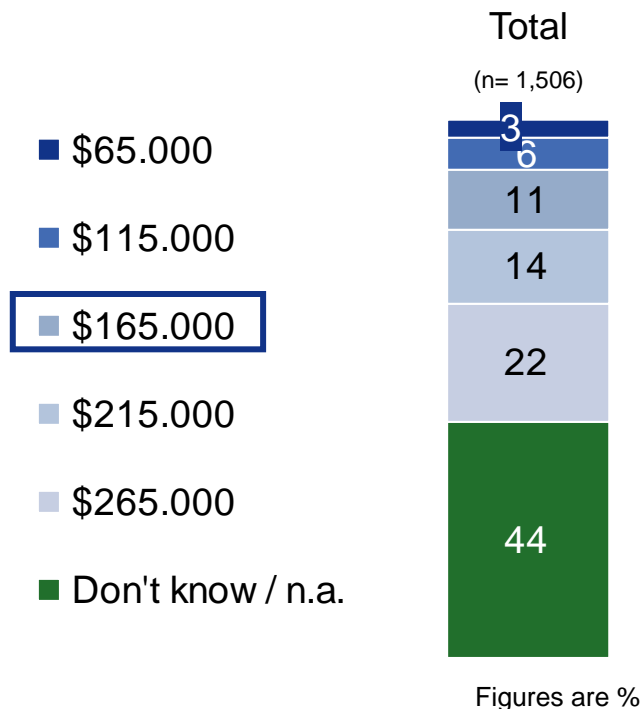 Total
(n= 1,506)
3
$65.000
6
$115.000
11
$165.000
14
$215.000
22
$265.000
44
Don't know / n.a.
Figures are %